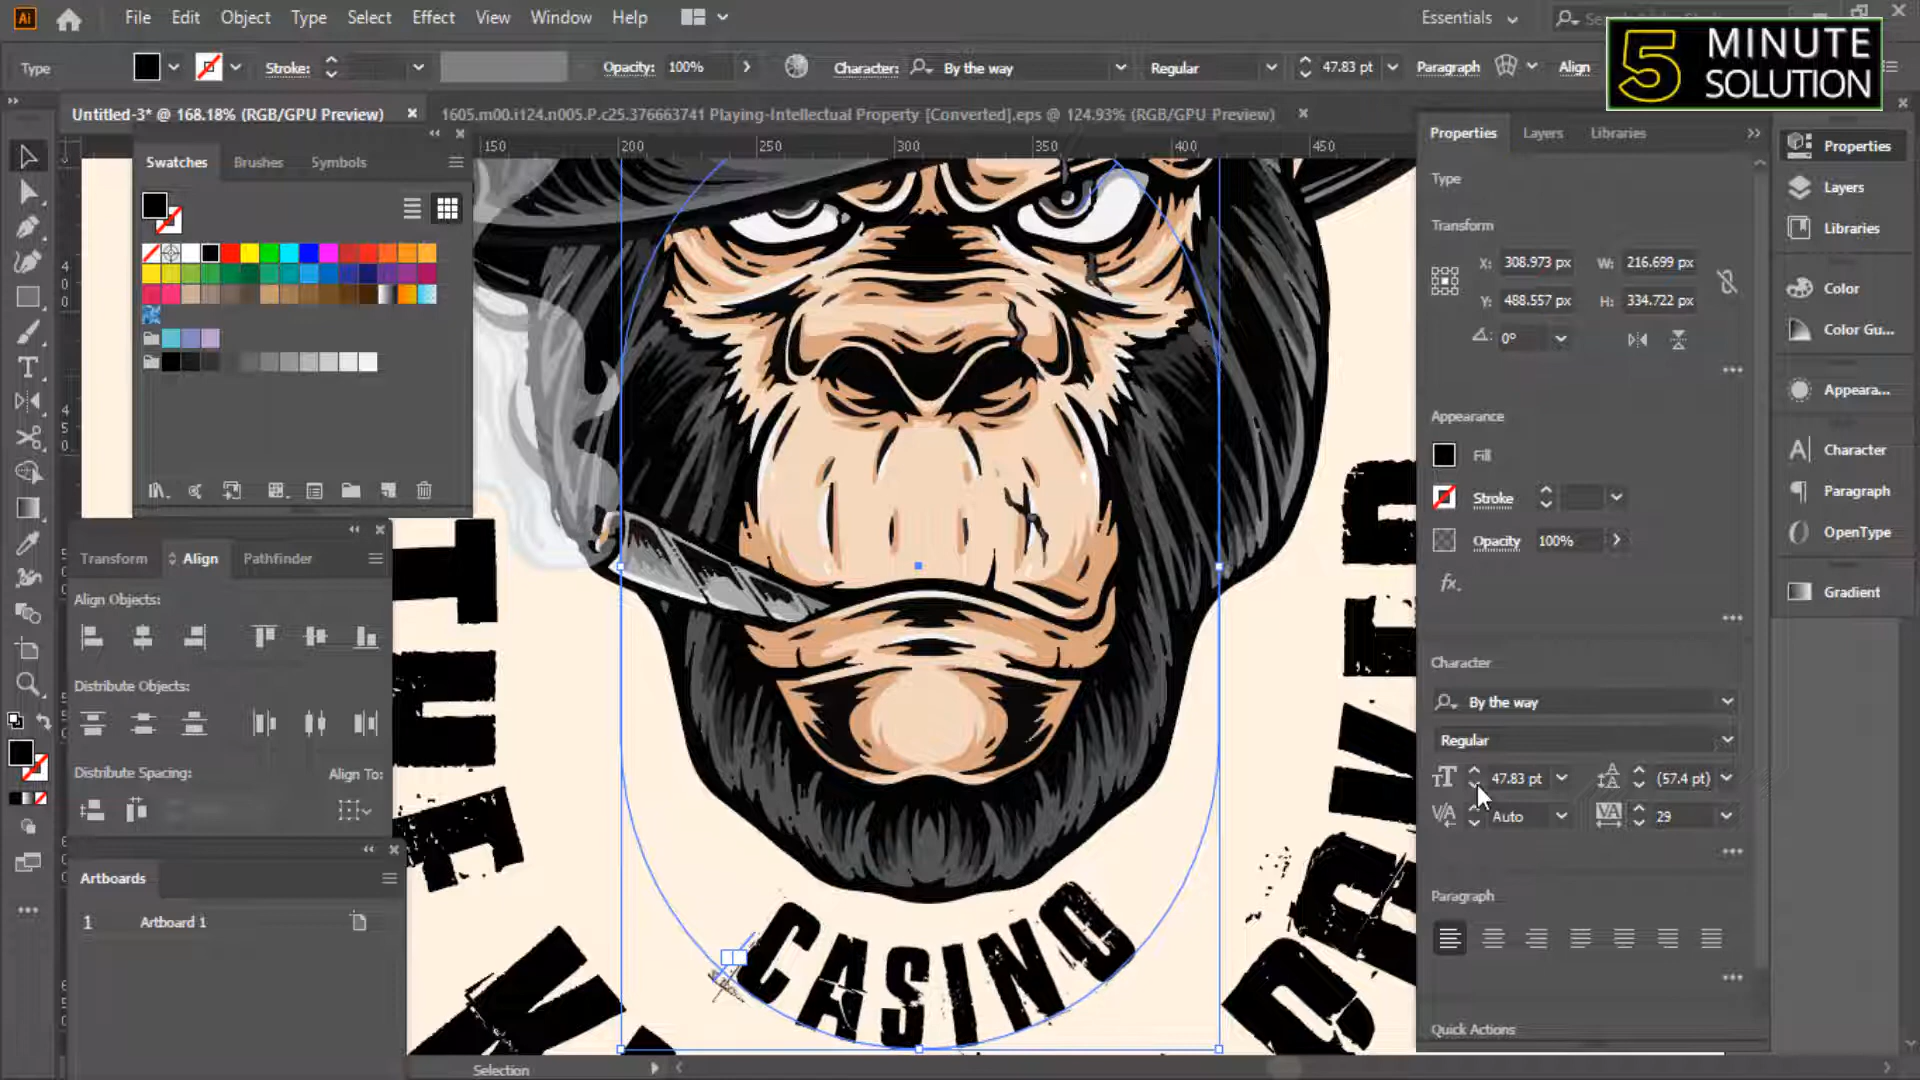 Ai File Edit Object Type Select Effect View Window Help Essentials
5 MINUTE SOLUTION
Type Stroke: Opacity: 100% Character: By the way Regular 47.83 pt Paragraph Align
Untitled-3* @ 168.18% (RGB/GPU Preview) 1605.m00.i124.n005.P.c25.376663741 Playing-Intellectual Property [Converted].eps @ 124.93% (RGB/GPU Preview)
150 200 250 300 350 400 450
Swatches Brushes Symbols
Transform Align Pathfinder
Align Objects:
Distribute Objects:
Distribute Spacing: Align To:
Artboards
1 Artboard 1
CASINO
Selection
Properties Layers Libraries
Type
Transform
X: 308.973 px W: 216.699 px
Y: 488.557 px H: 334.722 px
0°
Appearance
Fill
Stroke
Opacity 100%
fx.
Character
By the way
Regular
47.83 pt (57.4 pt)
Auto 29
Paragraph
Quick Actions
Properties
Layers
Libraries
Color
Color Gu...
Appeara...
Character
Paragraph
OpenType
Gradient